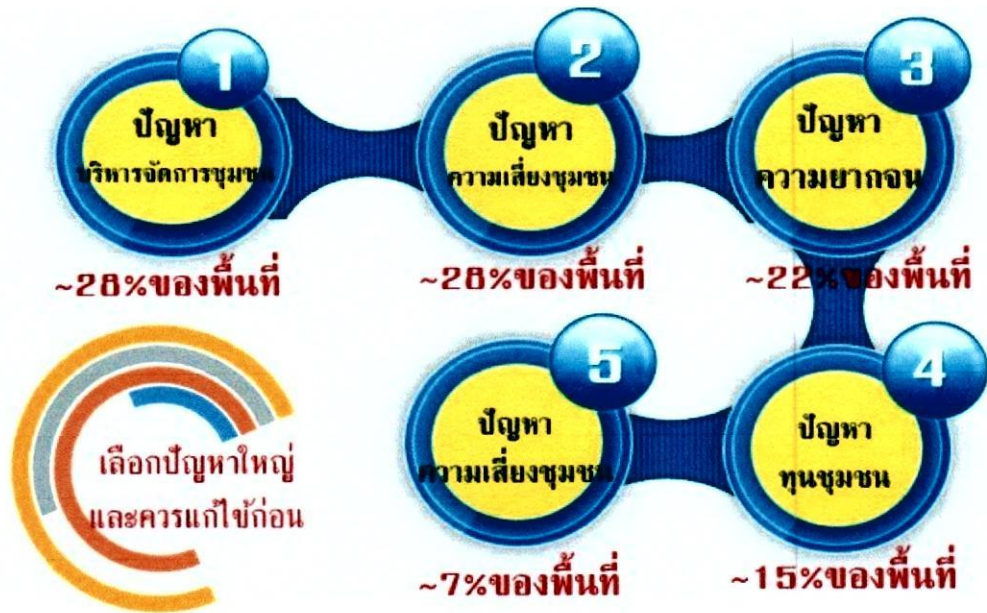 1
ปัญหา
บริหารจัดการชุมชน
~28%ของพื้นที่
2
ปัญหา
ความเสี่ยงชุมชน
~28%ของพื้นที่
3
ปัญหา
ความยากจน
~22%ของพื้นที่
4
ปัญหา
ทุนชุมชน
~15%ของพื้นที่
5
ปัญหา
ความเสี่ยงชุมชน
~7%ของพื้นที่
เลือกปัญหาใหญ่
และควรแก้ไข้ก่อน